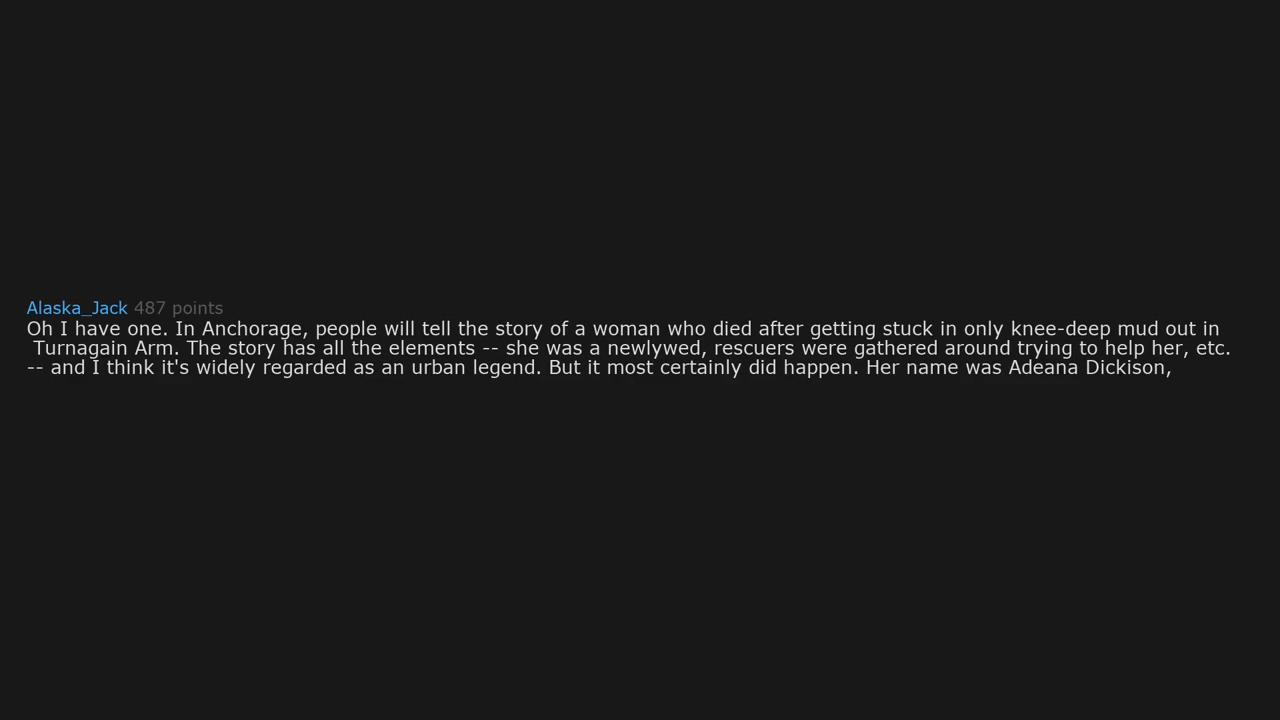 Alaska_Jack 487 points
Oh I have one. In Anchorage, people will tell the story of a woman who died after getting stuck in only knee-deep mud out in
Turnagain Arm. The story has all the elements -- she was a newlywed, rescuers were gathered around trying to help her, etc.
-- and I think it's widely regarded as an urban legend. But it most certainly did happen. Her name was Adeana Dickison,